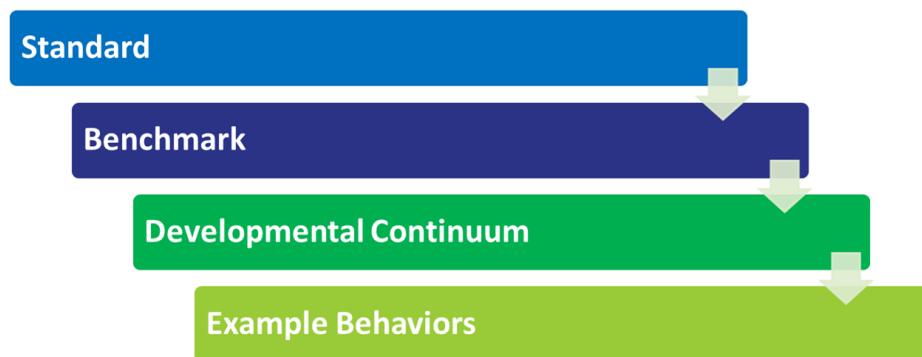 Standard
Benchmark
Developmental Continuum
Example Behaviors